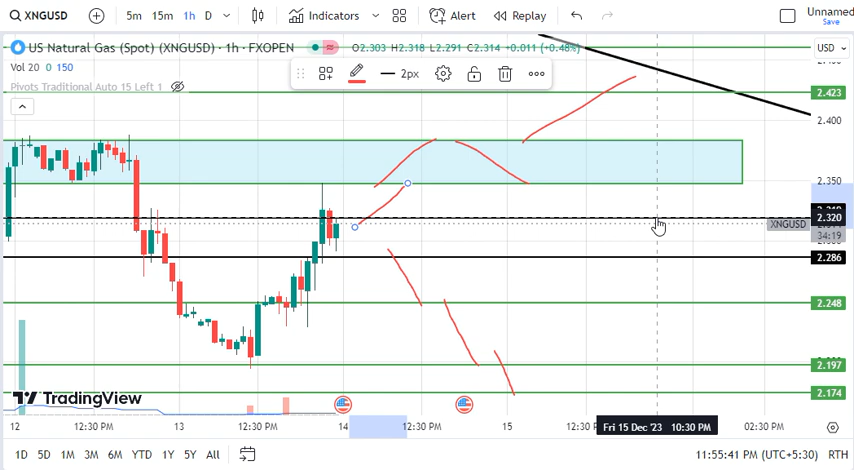 XNGUSD 5m 15m 1h D Indicators Alert Replay Unnamed
Save
US Natural Gas (Spot) (XNGUSD) · 1h · FXOPEN O2.303 H2.318 L2.291 C2.314 +0.011 (+0.48%) USD
Vol 20 0 150
2px
Pivots Traditional Auto 15 Left 1
2.423
2.400
2.350
2.320
XNGUSD
34:19
2.286
2.248
2.197
2.174
TradingView
12 12:30 PM 13 12:30 PM 14 12:30 PM 15 Fri 15 Dec '23 10:30 PM 02:30 PM
1D 5D 1M 3M 6M YTD 1Y 5Y All 11:55:41 PM (UTC+5:30) RTH